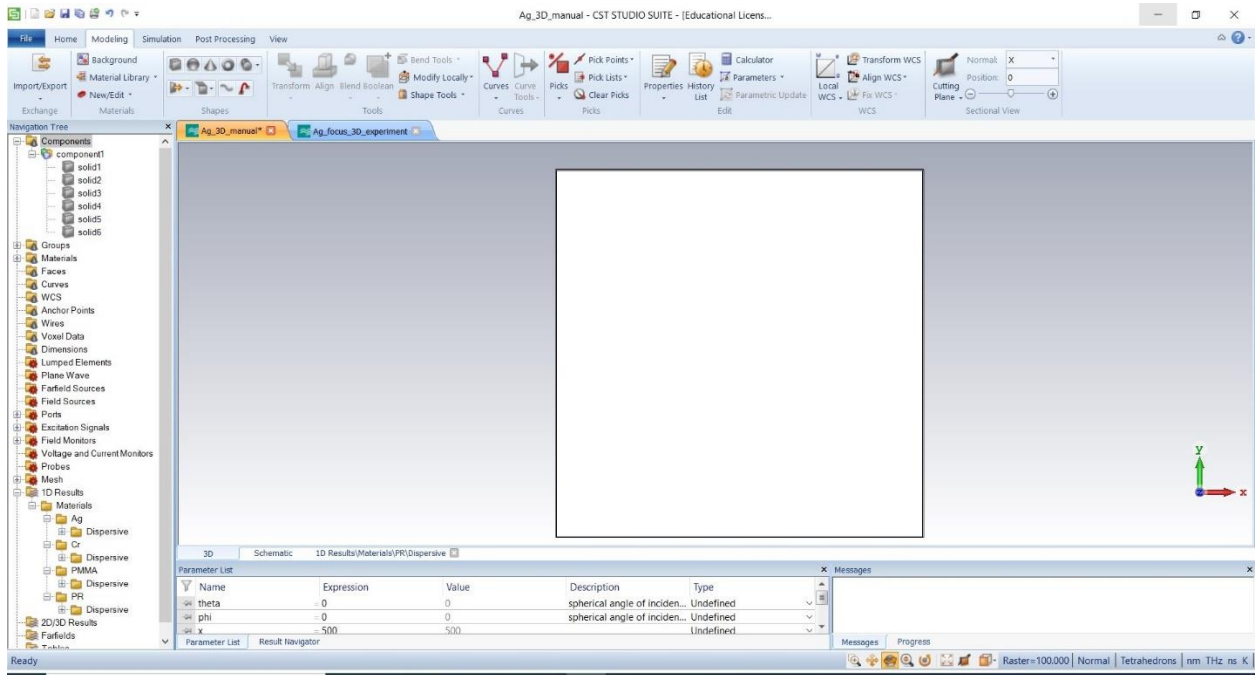 Ag_3D_manual - CST STUDIO SUITE - [Educational Licens...
File Home Modeling Simulation Post Processing View
Import/Export
Background
Material Library
New/Edit
Transform Align Blend Boolean
Bend Tools
Modify Locally
Shape Tools
Curves Curve Tools
Picks
Pick Points
Pick Lists
Clear Picks
Properties History List
Calculator
Parameters
Parametric Update
Local WCS
Transform WCS
Align WCS
Fix WCS
Cutting Plane
Normal: X
Position: 0
Exchange Materials Shapes Tools Curves Picks Edit WCS Sectional View
Navigation Tree
Ag_3D_manual* Ag_focus_3D_experiment
Components
component1
solid1
solid2
solid3
solid4
solid5
solid6
Groups
Materials
Faces
Curves
WCS
Anchor Points
Wires
Voxel Data
Dimensions
Lumped Elements
Plane Wave
Farfield Sources
Field Sources
Ports
Excitation Signals
Field Monitors
Voltage and Current Monitors
Probes
Mesh
1D Results
Materials
Ag
Dispersive
Cr
Dispersive
PMMA
Dispersive
PR
Dispersive
2D/3D Results
Farfields
y
x
3D Schematic 1D Results\Materials\PR\Dispersive
Parameter List
Name Expression Value Description Type
theta = 0 0 spherical angle of inciden... Undefined
phi = 0 0 spherical angle of inciden... Undefined
x = 500 500 Undefined
Parameter List Result Navigator
Messages
Messages Progress
Ready
Raster=100.000 Normal Tetrahedrons nm THz ns K